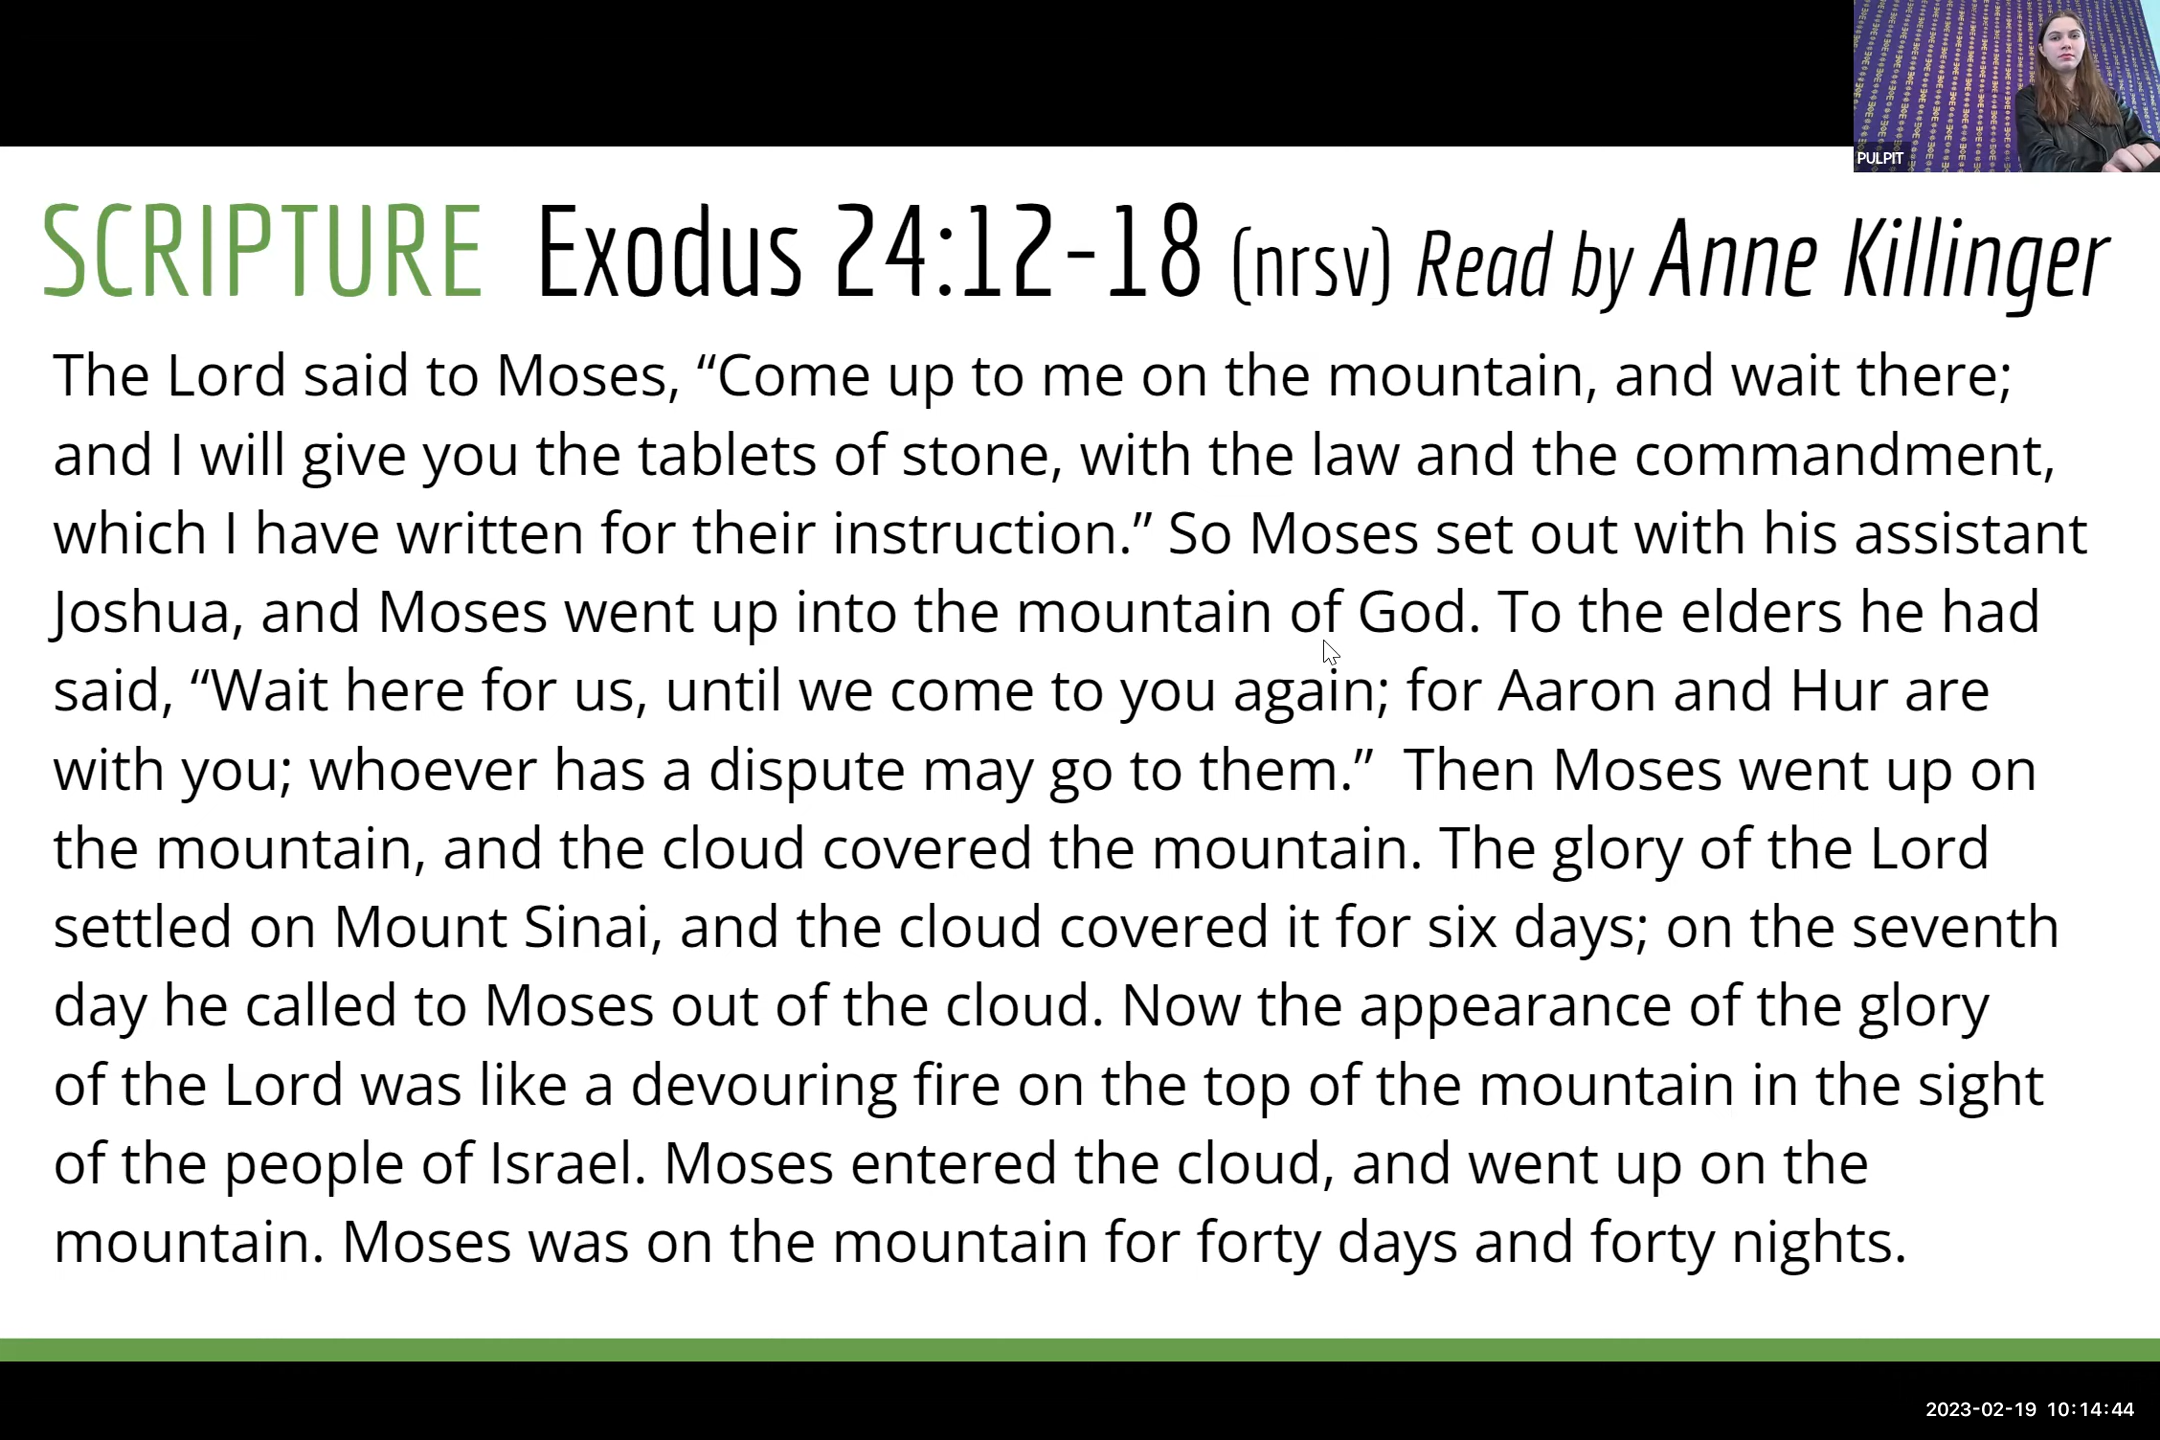 PULPIT
SCRIPTURE Exodus 24:12-18 (nrsv) Read by Anne Killinger
The Lord said to Moses, “Come up to me on the mountain, and wait there;
and I will give you the tablets of stone, with the law and the commandment,
which I have written for their instruction.” So Moses set out with his assistant
Joshua, and Moses went up into the mountain of God. To the elders he had
said, “Wait here for us, until we come to you again; for Aaron and Hur are
with you; whoever has a dispute may go to them.”  Then Moses went up on
the mountain, and the cloud covered the mountain. The glory of the Lord
settled on Mount Sinai, and the cloud covered it for six days; on the seventh
day he called to Moses out of the cloud. Now the appearance of the glory
of the Lord was like a devouring fire on the top of the mountain in the sight
of the people of Israel. Moses entered the cloud, and went up on the
mountain. Moses was on the mountain for forty days and forty nights.
2023-02-19 10:14:44